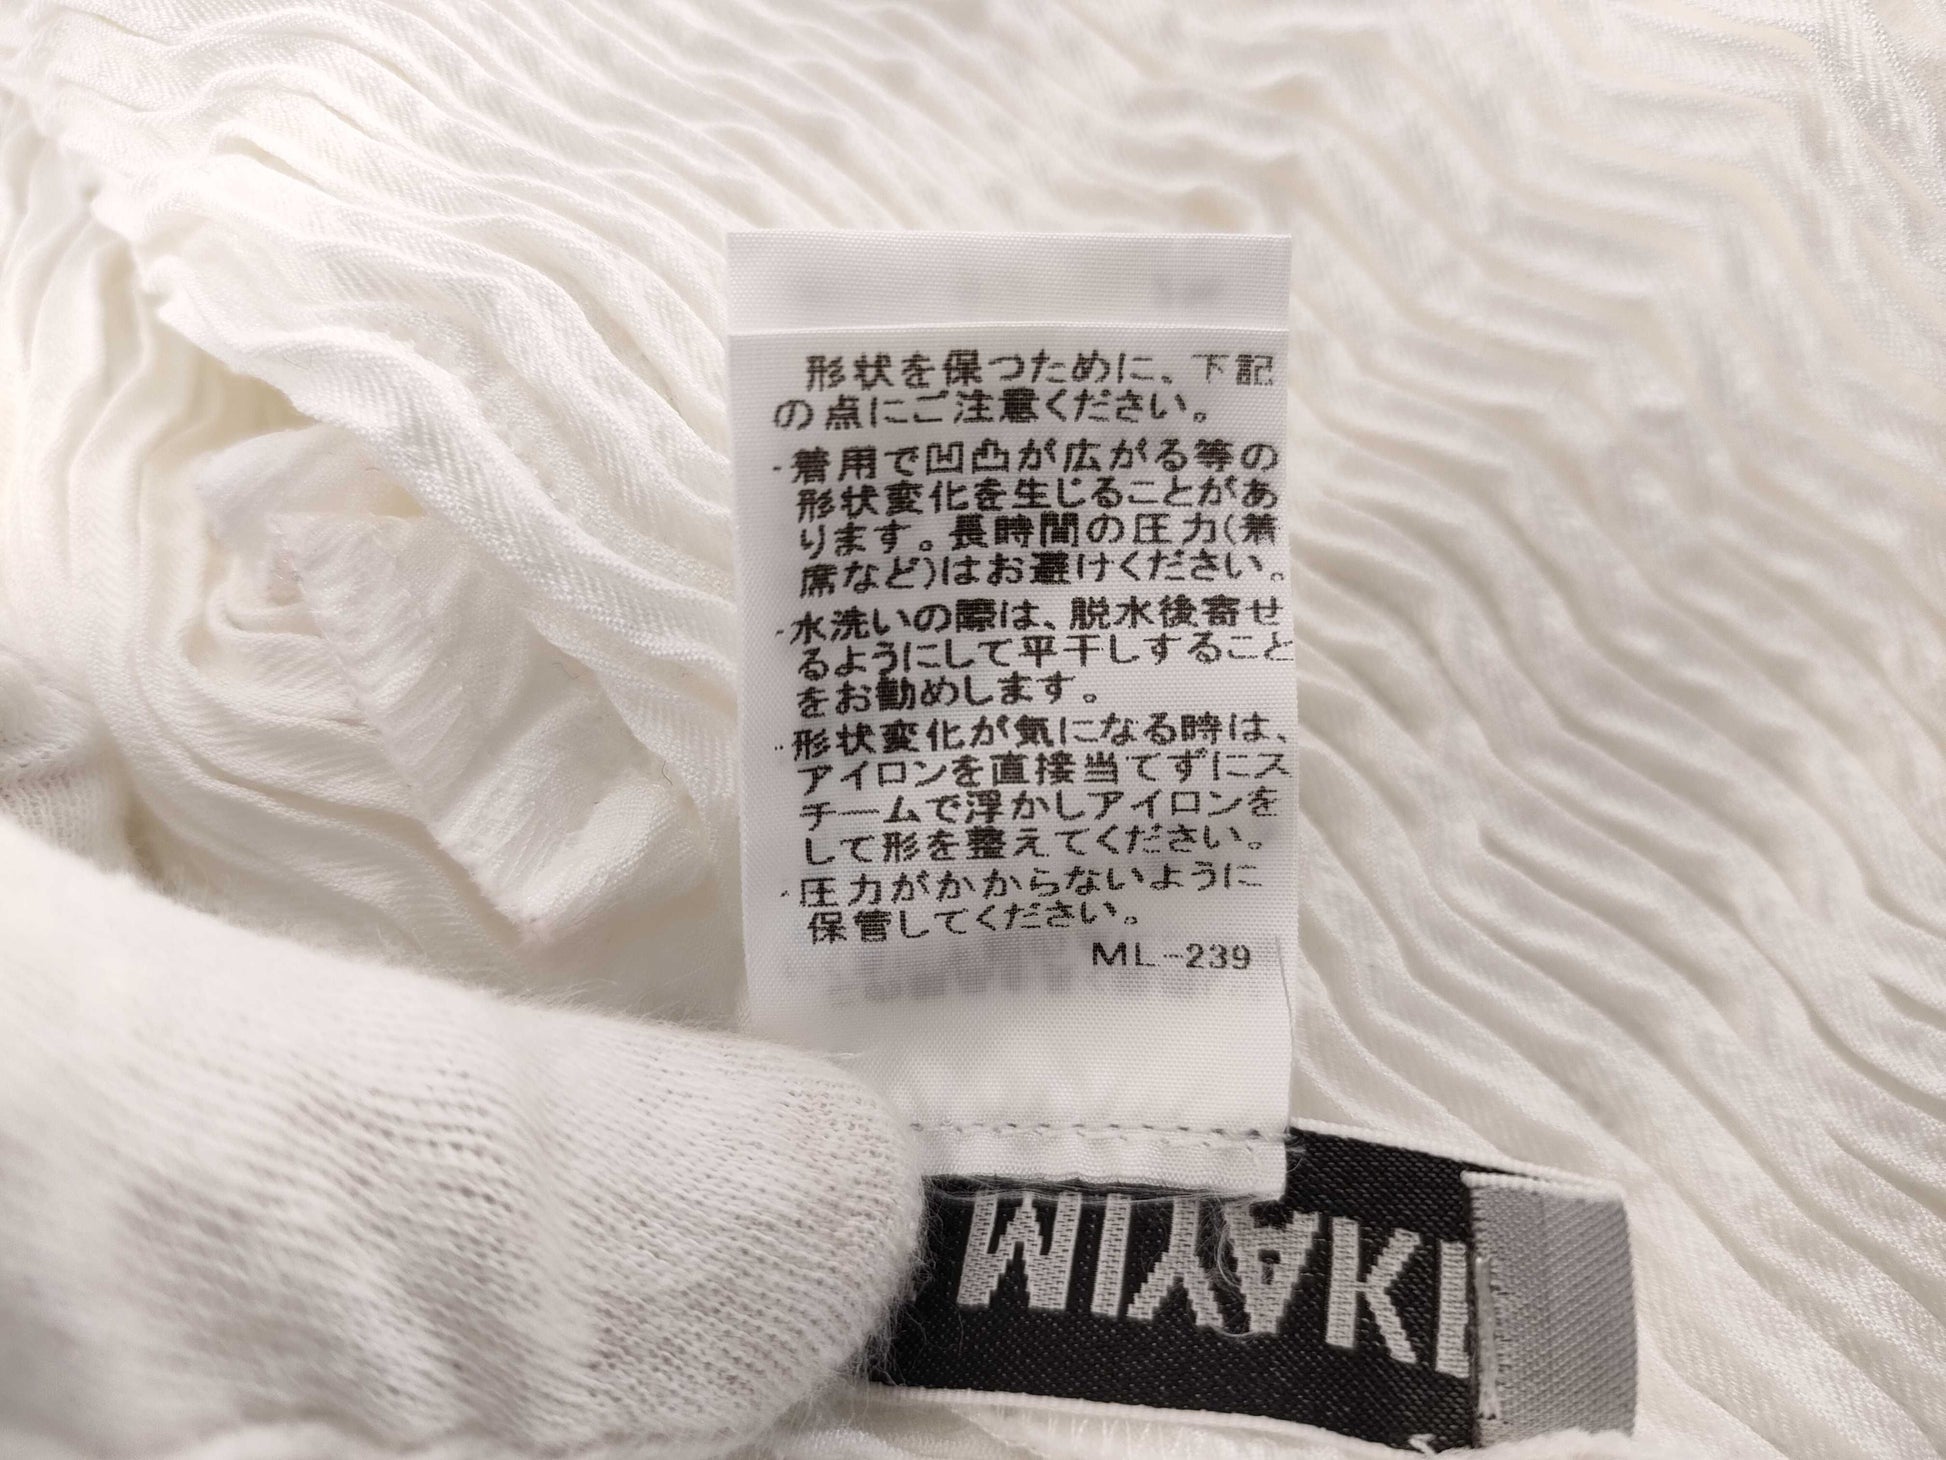 形状を保つために、下記
の点にご注意ください。
・着用で凹凸が広がる等の
形状変化を生じることがあ
ります。長時間の圧力(着
席など)はお避けください。
・水洗いの際は、脱水後寄せ
るようにして平干しすること
をお勧めします。
・形状変化が気になる時は、
アイロンを直接当てずにス
チームで浮かしアイロンを
して形を整えてください。
・圧力がかからないように
保管してください。
ML-239